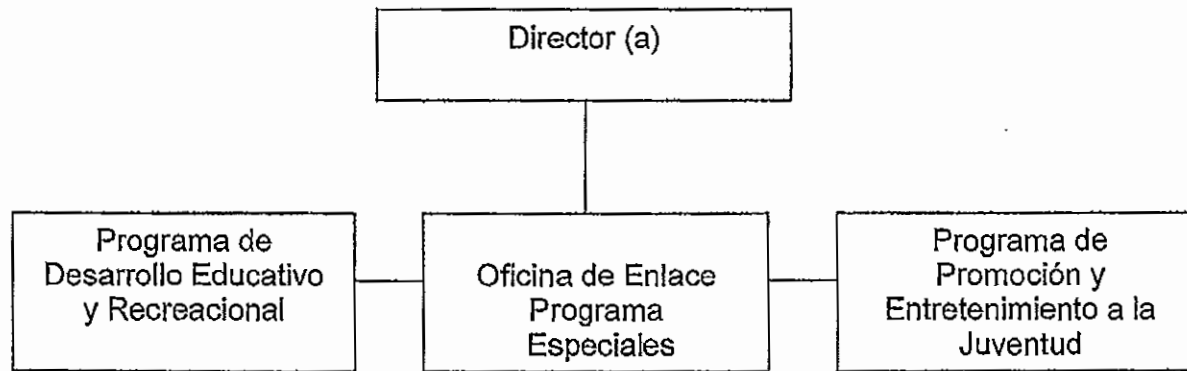 Director (a)
Programa de
Desarrollo Educativo
y Recreacional
Oficina de Enlace
Programa
Especiales
Programa de
Promoción y
Entretenimiento a la
Juventud